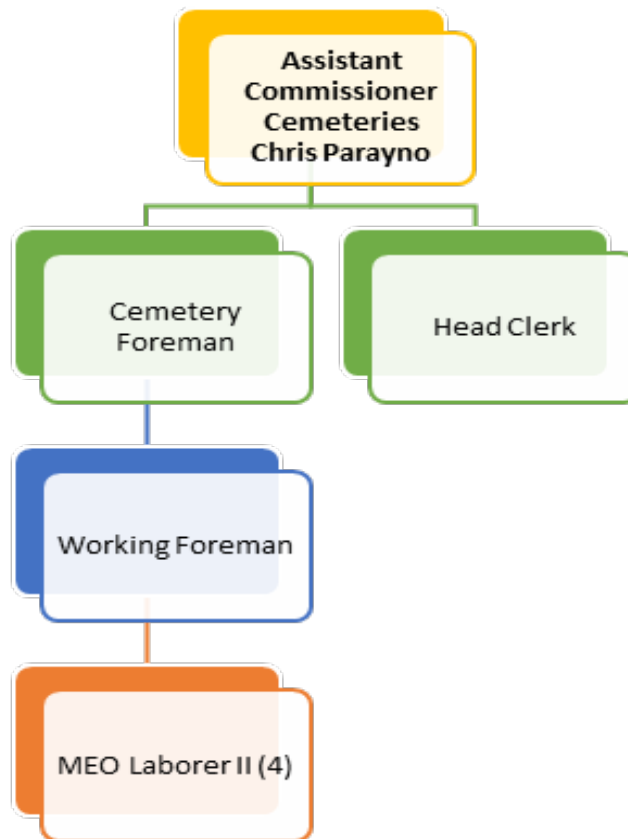 Assistant
Commissioner
Cemeteries
Chris Parayno
Cemetery
Foreman
Head Clerk
Working Foreman
MEO Laborer II (4)